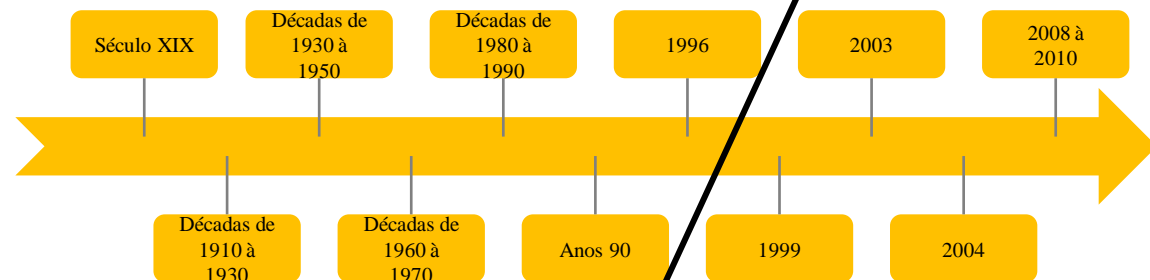 Século XIX
Décadas de
1930 à
1950
Décadas de
1980 à
1990
1996
2003
2008 à
2010
Décadas de
1910 à
1930
Décadas de
1960 à
1970
Anos 90
1999
2004